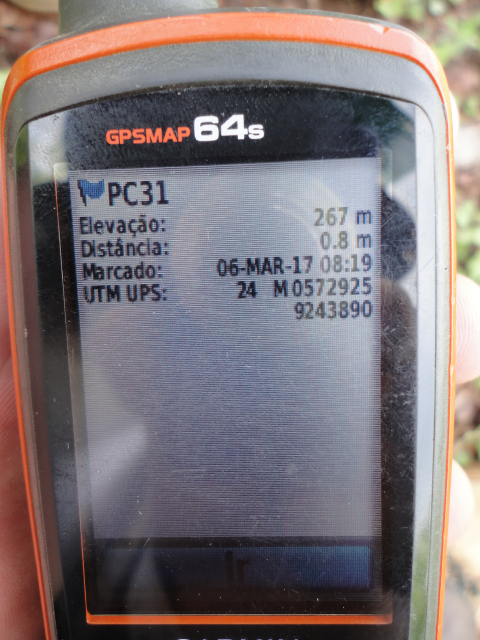 GPSMAP 64s
PC31
Elevação: 267 m
Distância: 0.8 m
Marcado: 06-MAR-17 08:19
UTM UPS: 24 M 0572925
9243890
Ir